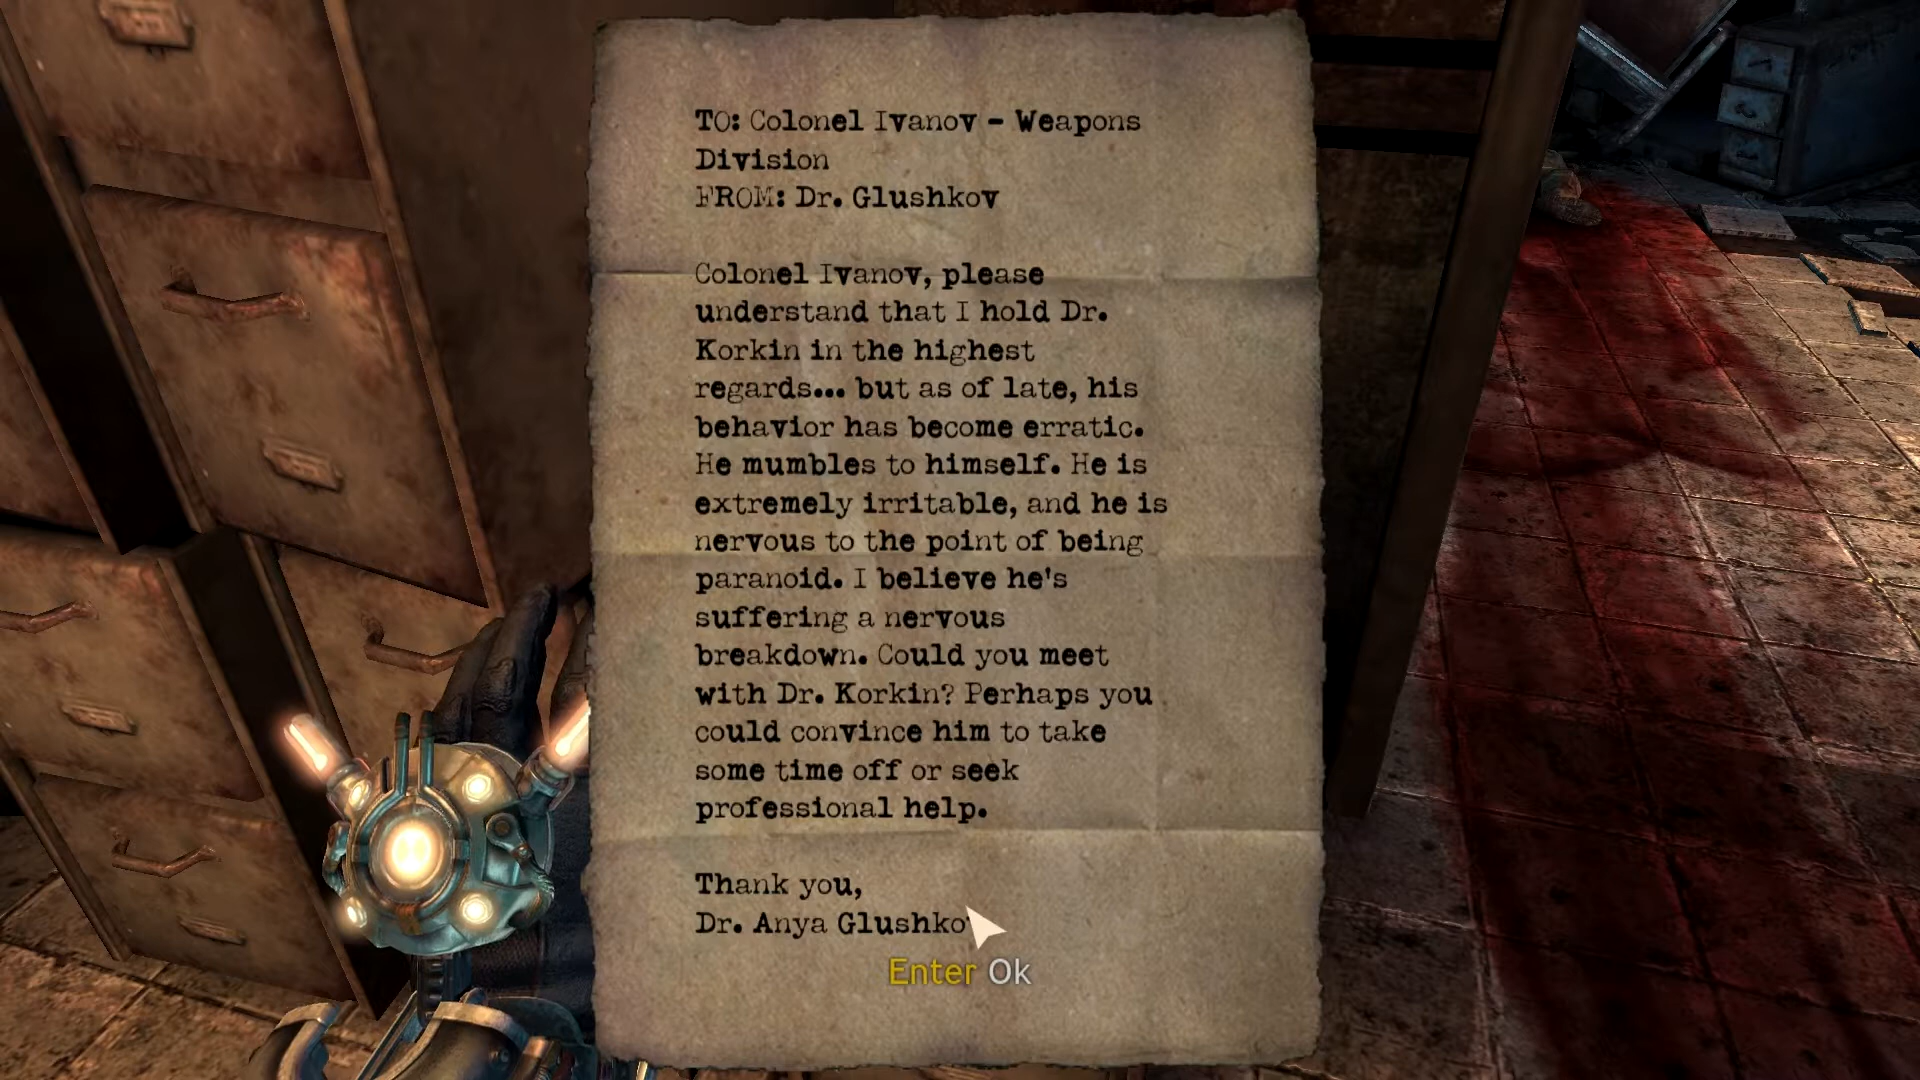 TO: Colonel Ivanov - Weapons
Division
FROM: Dr. Glushkov
Colonel Ivanov, please
understand that I hold Dr.
Korkin in the highest
regards... but as of late, his
behavior has become erratic.
He mumbles to himself. He is
extremely irritable, and he is
nervous to the point of being
paranoid. I believe he's
suffering a nervous
breakdown. Could you meet
with Dr. Korkin? Perhaps you
could convince him to take
some time off or seek
professional help.
Thank you,
Dr. Anya Glushkov
Enter Ok